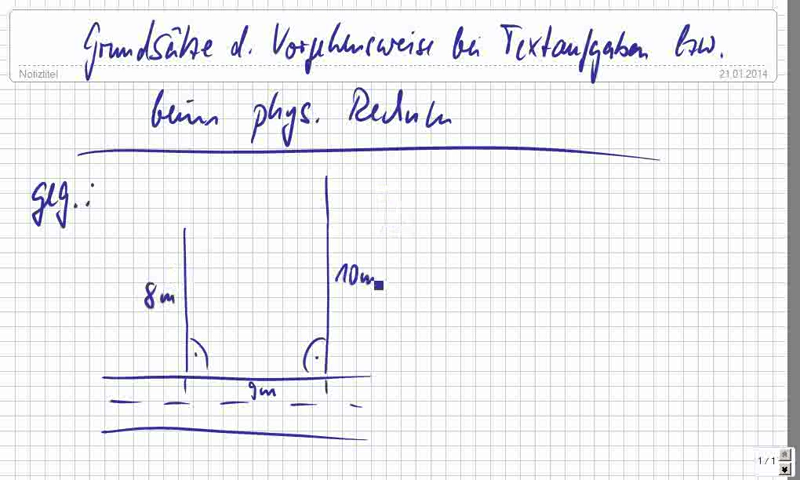 Grundsätze d. Vorgehensweise bei Textaufgaben bzw.
Notiztitel
21.01.2014
beim phys. Rechnen
geg.:
8m
10m
9m
1/1